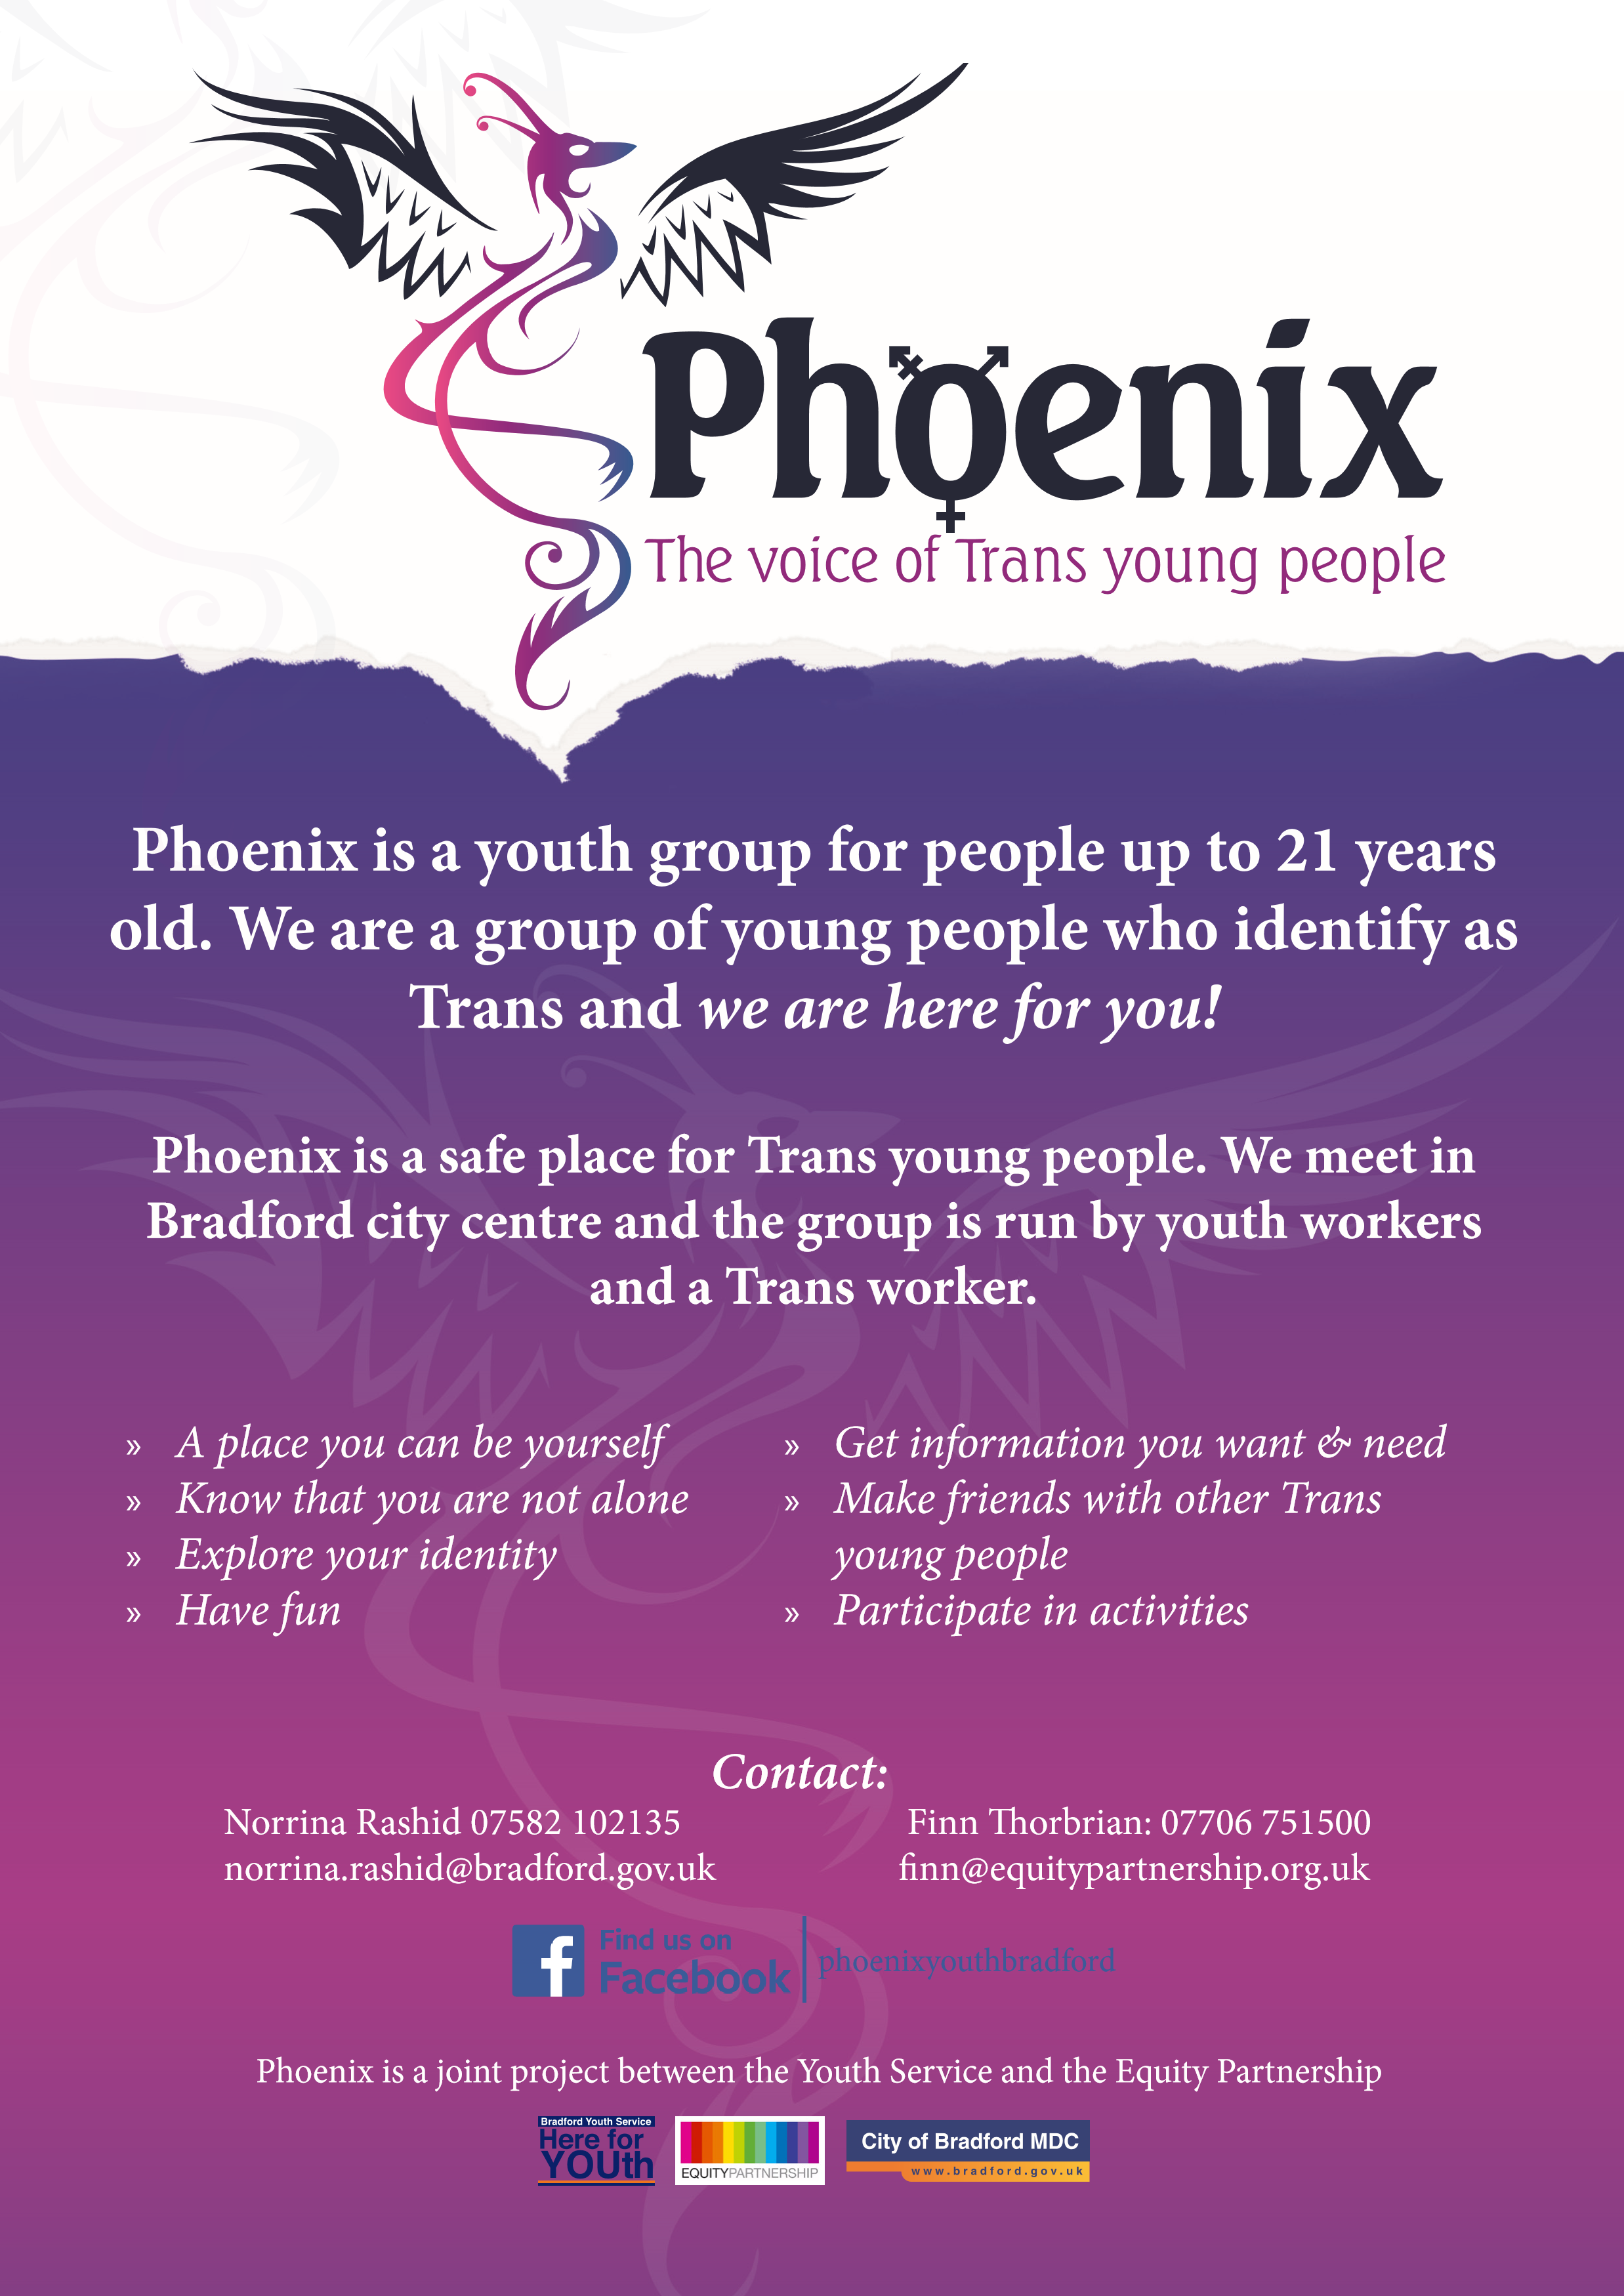 Phoenix
The voice of Trans young people
Phoenix is a youth group for people up to 21 years
old. We are a group of young people who identify as
Trans and we are here for you!
Phoenix is a safe place for Trans young people. We meet in
Bradford city centre and the group is run by youth workers
and a Trans worker.
» A place you can be yourself
» Know that you are not alone
» Explore your identity
» Have fun
» Get information you want & need
» Make friends with other Trans
young people
» Participate in activities
Contact:
Norrina Rashid 07582 102135
norrina.rashid@bradford.gov.uk
Finn Thorbrian: 07706 751500
finn@equitypartnership.org.uk
f
Find us on
Facebook
phoenixyouthbradford
Phoenix is a joint project between the Youth Service and the Equity Partnership
Bradford Youth Service
Here for
YOUth
EQUITYPARTNERSHIP
City of Bradford MDC
www.bradford.gov.uk